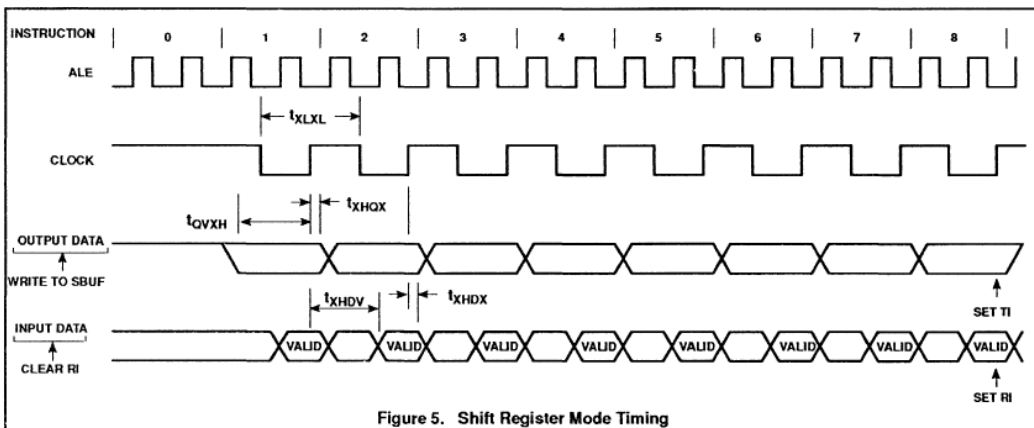 INSTRUCTION 0 1 2 3 4 5 6 7 8
ALE
tXLXL
CLOCK
tQVXH tXHQX
OUTPUT DATA
WRITE TO SBUF
tXHDV tXHDX
SET TI
INPUT DATA
VALID VALID VALID VALID VALID VALID VALID VALID
CLEAR RI
SET RI
Figure 5. Shift Register Mode Timing